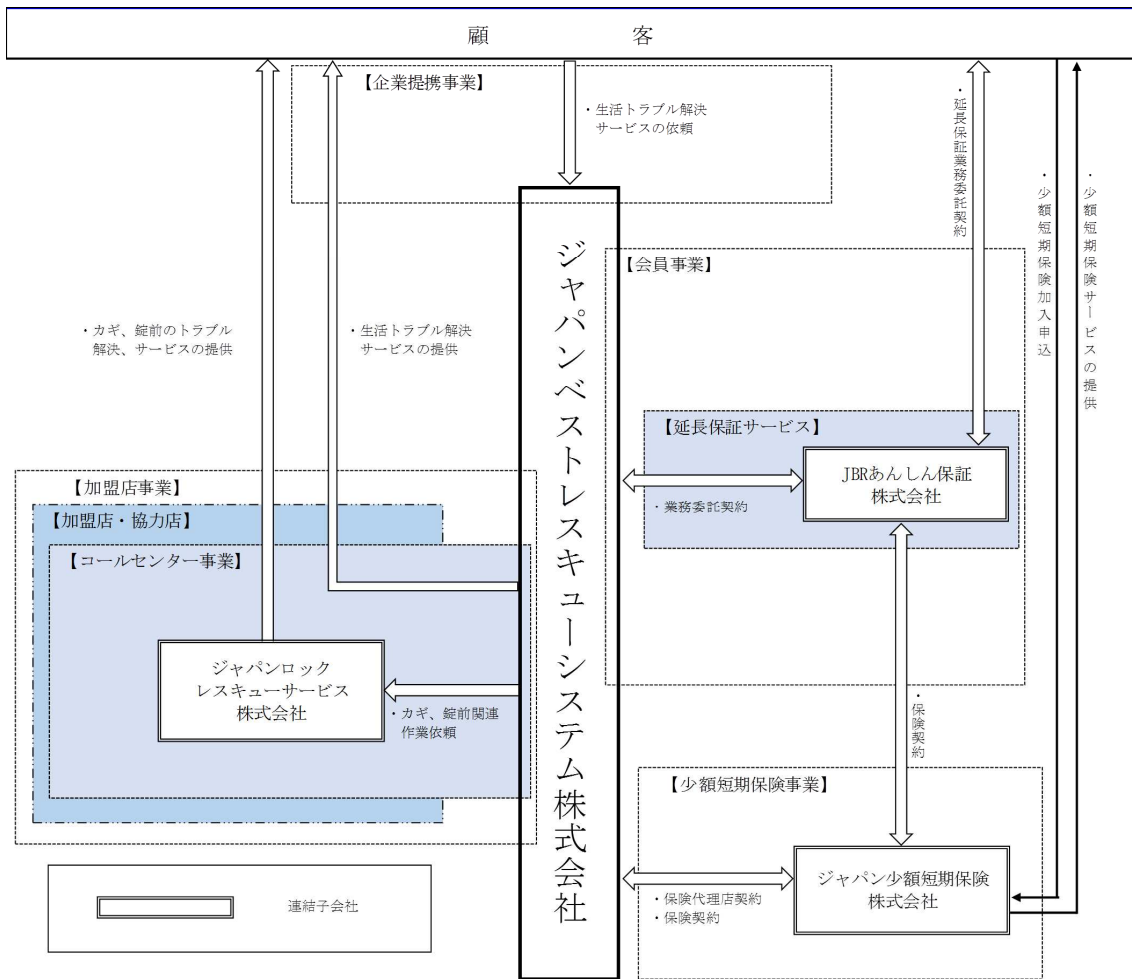 顧客
【企業提携事業】
・生活トラブル解決
サービスの依頼
・延長保証業務委託契約
・少額短期保険加入申込
・少額短期保険サービスの提供
【会員事業】
・カギ、錠前のトラブル
解決、サービスの提供
・生活トラブル解決
サービスの提供
ジャパンベストレスキューシステム株式会社
【延長保証サービス】
JBRあんしん保証
株式会社
・業務委託契約
【加盟店事業】
【加盟店・協力店】
【コールセンター事業】
ジャパンロック
レスキューサービス
株式会社
・カギ、錠前関連
作業依頼
・保険契約
【少額短期保険事業】
ジャパン少額短期保険
株式会社
・保険代理店契約
・保険契約
連結子会社